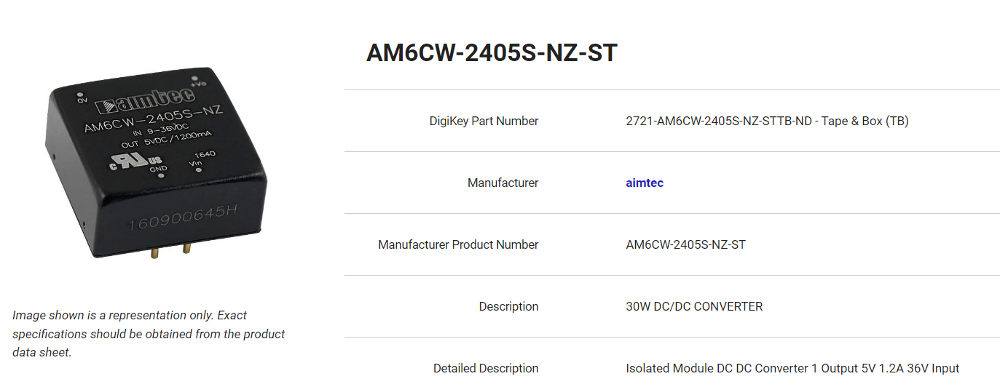 AM6CW-2405S-NZ-ST
0V
+Vo
aimtec
AM6CW-2405S-NZ
IN 9-36VDC
OUT 5VDC/1200mA
c RU US
1640
GND
Vin
160900645H
Image shown is a representation only. Exact
specifications should be obtained from the product
data sheet.
DigiKey Part Number
2721-AM6CW-2405S-NZ-STTB-ND - Tape & Box (TB)
Manufacturer
aimtec
Manufacturer Product Number
AM6CW-2405S-NZ-ST
Description
30W DC/DC CONVERTER
Detailed Description
Isolated Module DC DC Converter 1 Output 5V 1.2A 36V Input